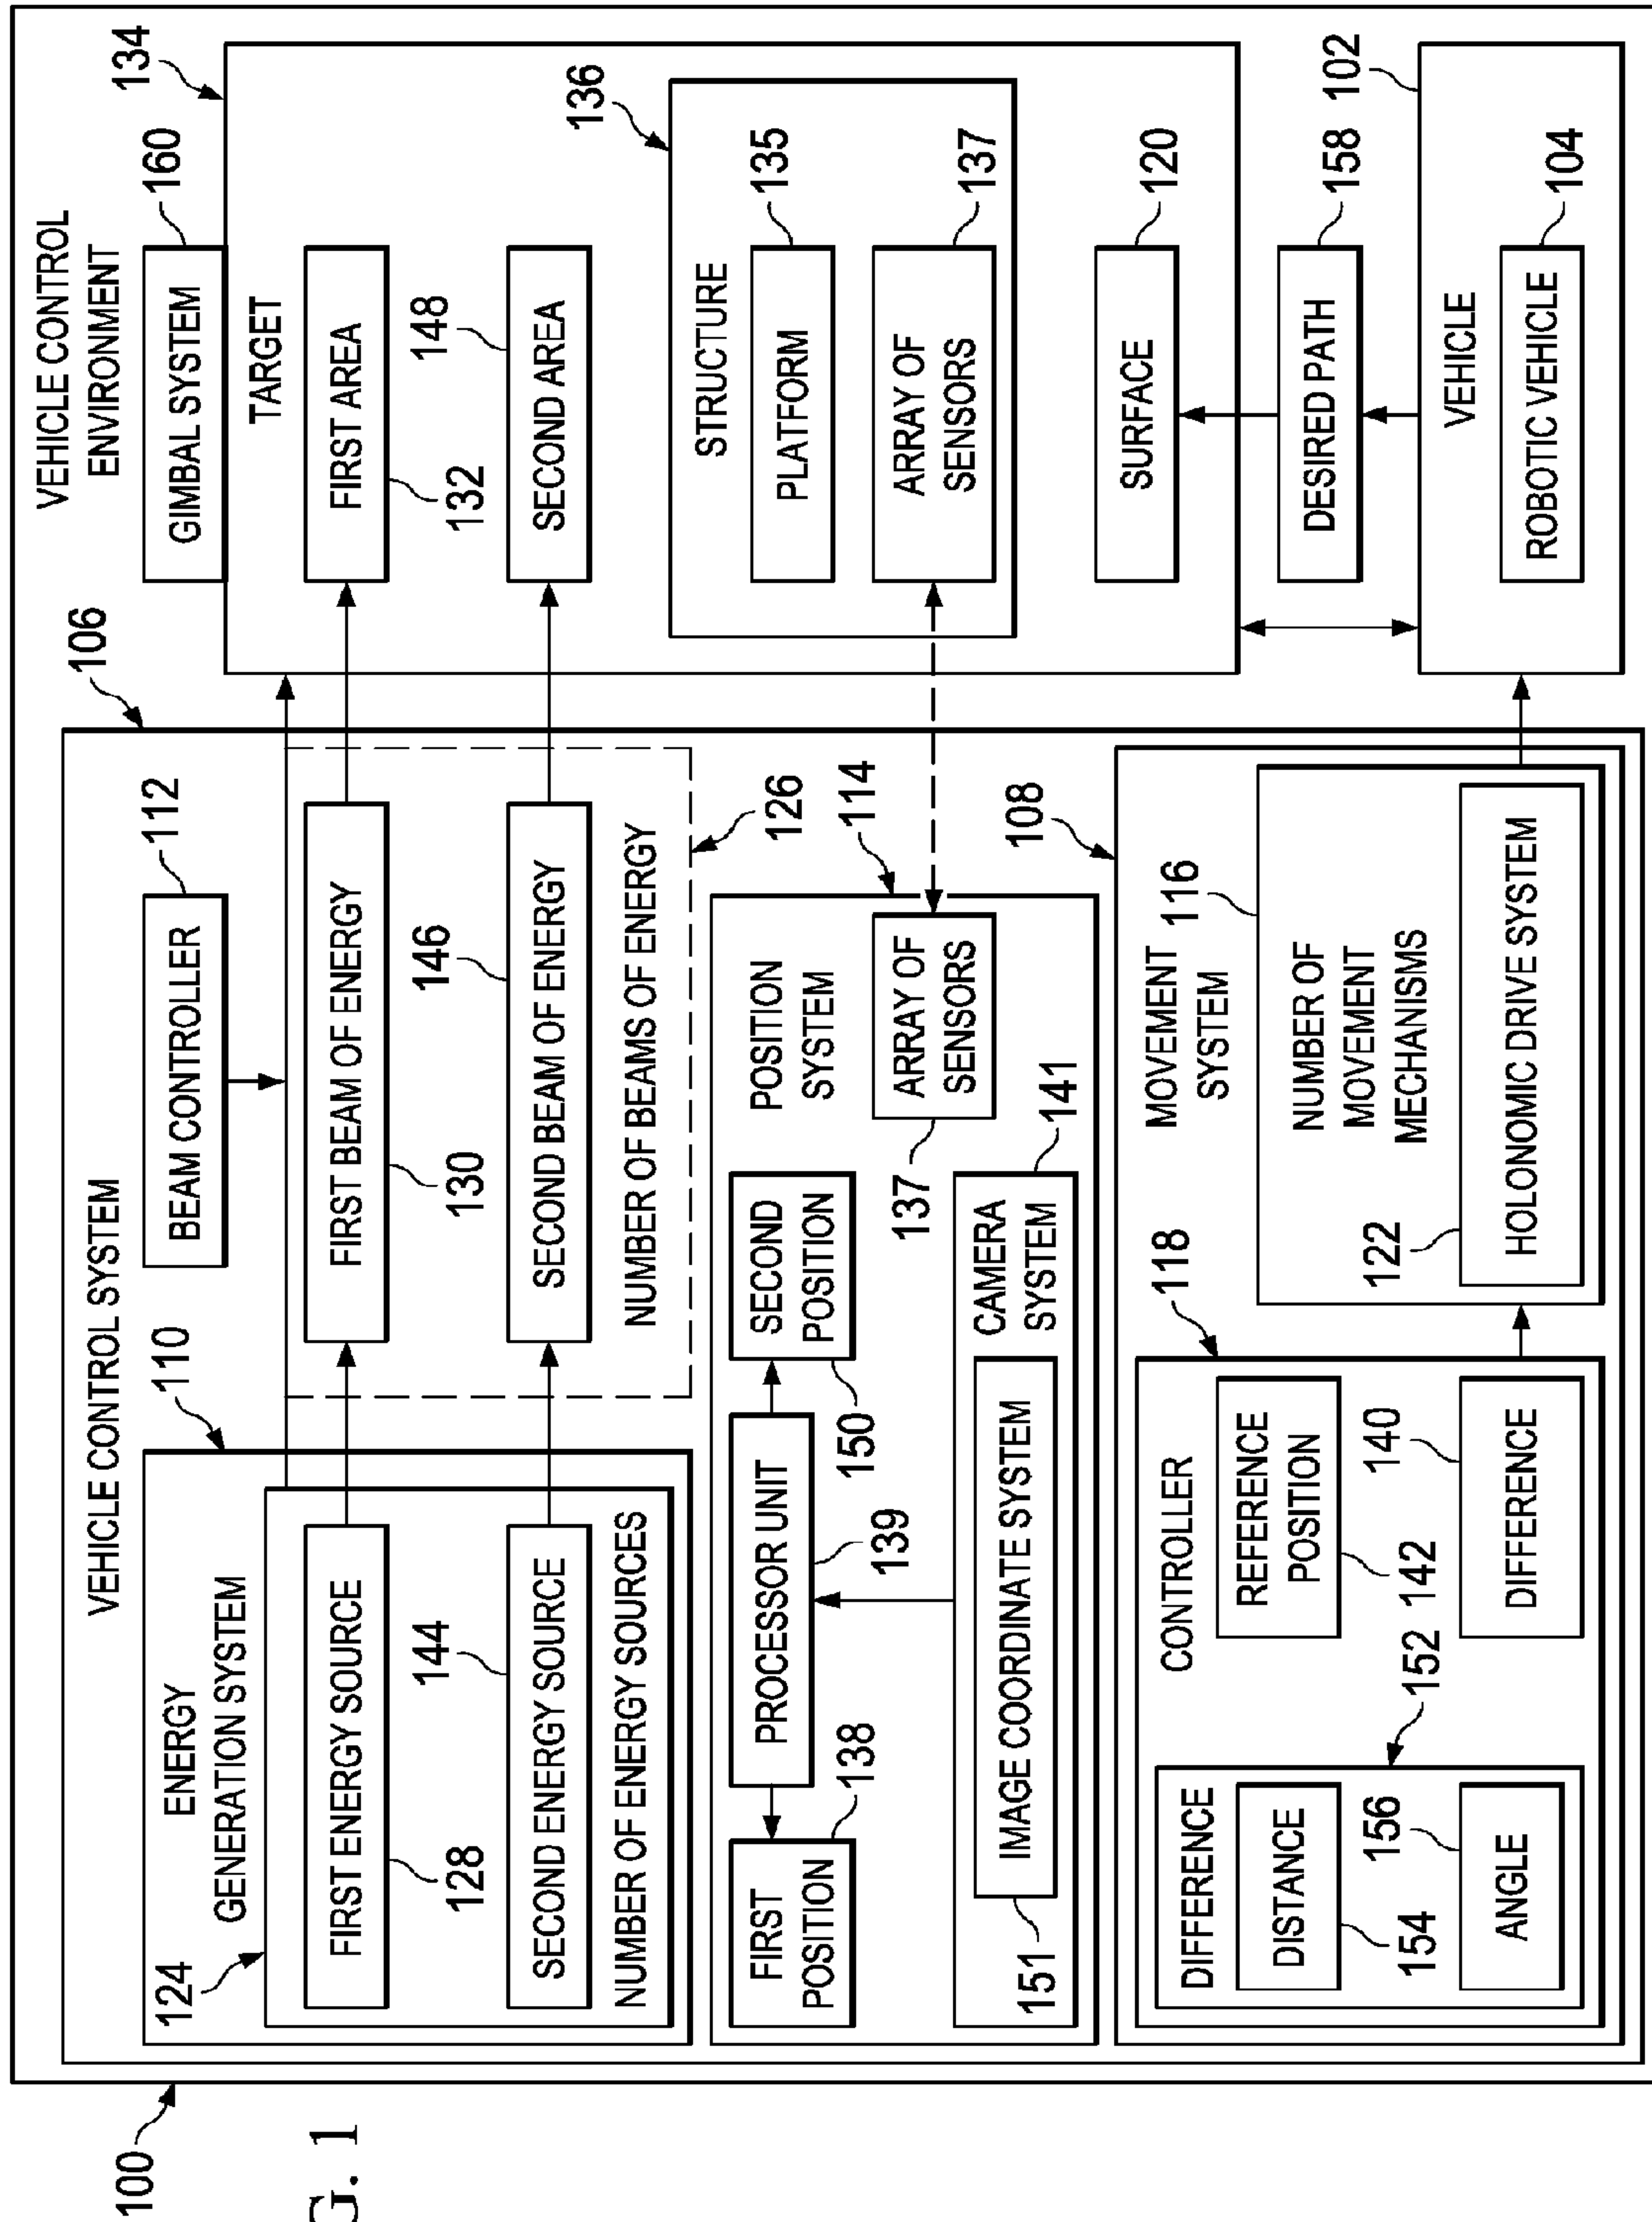 VEHICLE CONTROL
ENVIRONMENT
100
VEHICLE CONTROL SYSTEM
106
110
ENERGY
GENERATION SYSTEM
124
FIRST ENERGY SOURCE
128
144
SECOND ENERGY SOURCE
NUMBER OF ENERGY SOURCES
BEAM CONTROLLER
112
FIRST BEAM OF ENERGY
130
146
SECOND BEAM OF ENERGY
NUMBER OF BEAMS OF ENERGY
126
GIMBAL SYSTEM
160
134
TARGET
FIRST AREA
132
148
SECOND AREA
136
STRUCTURE
PLATFORM
135
ARRAY OF
SENSORS
137
SURFACE
120
114
POSITION
SYSTEM
FIRST
POSITION
138
PROCESSOR UNIT
139
SECOND
POSITION
150
ARRAY OF
SENSORS
137
CAMERA
SYSTEM
141
IMAGE COORDINATE SYSTEM
151
108
MOVEMENT
SYSTEM
118
CONTROLLER
152
DIFFERENCE
DISTANCE
154
156
ANGLE
REFERENCE
POSITION
142
140
DIFFERENCE
116
NUMBER OF
MOVEMENT
MECHANISMS
122
HOLONOMIC DRIVE SYSTEM
DESIRED PATH
158
102
VEHICLE
ROBOTIC VEHICLE
104
G. 1